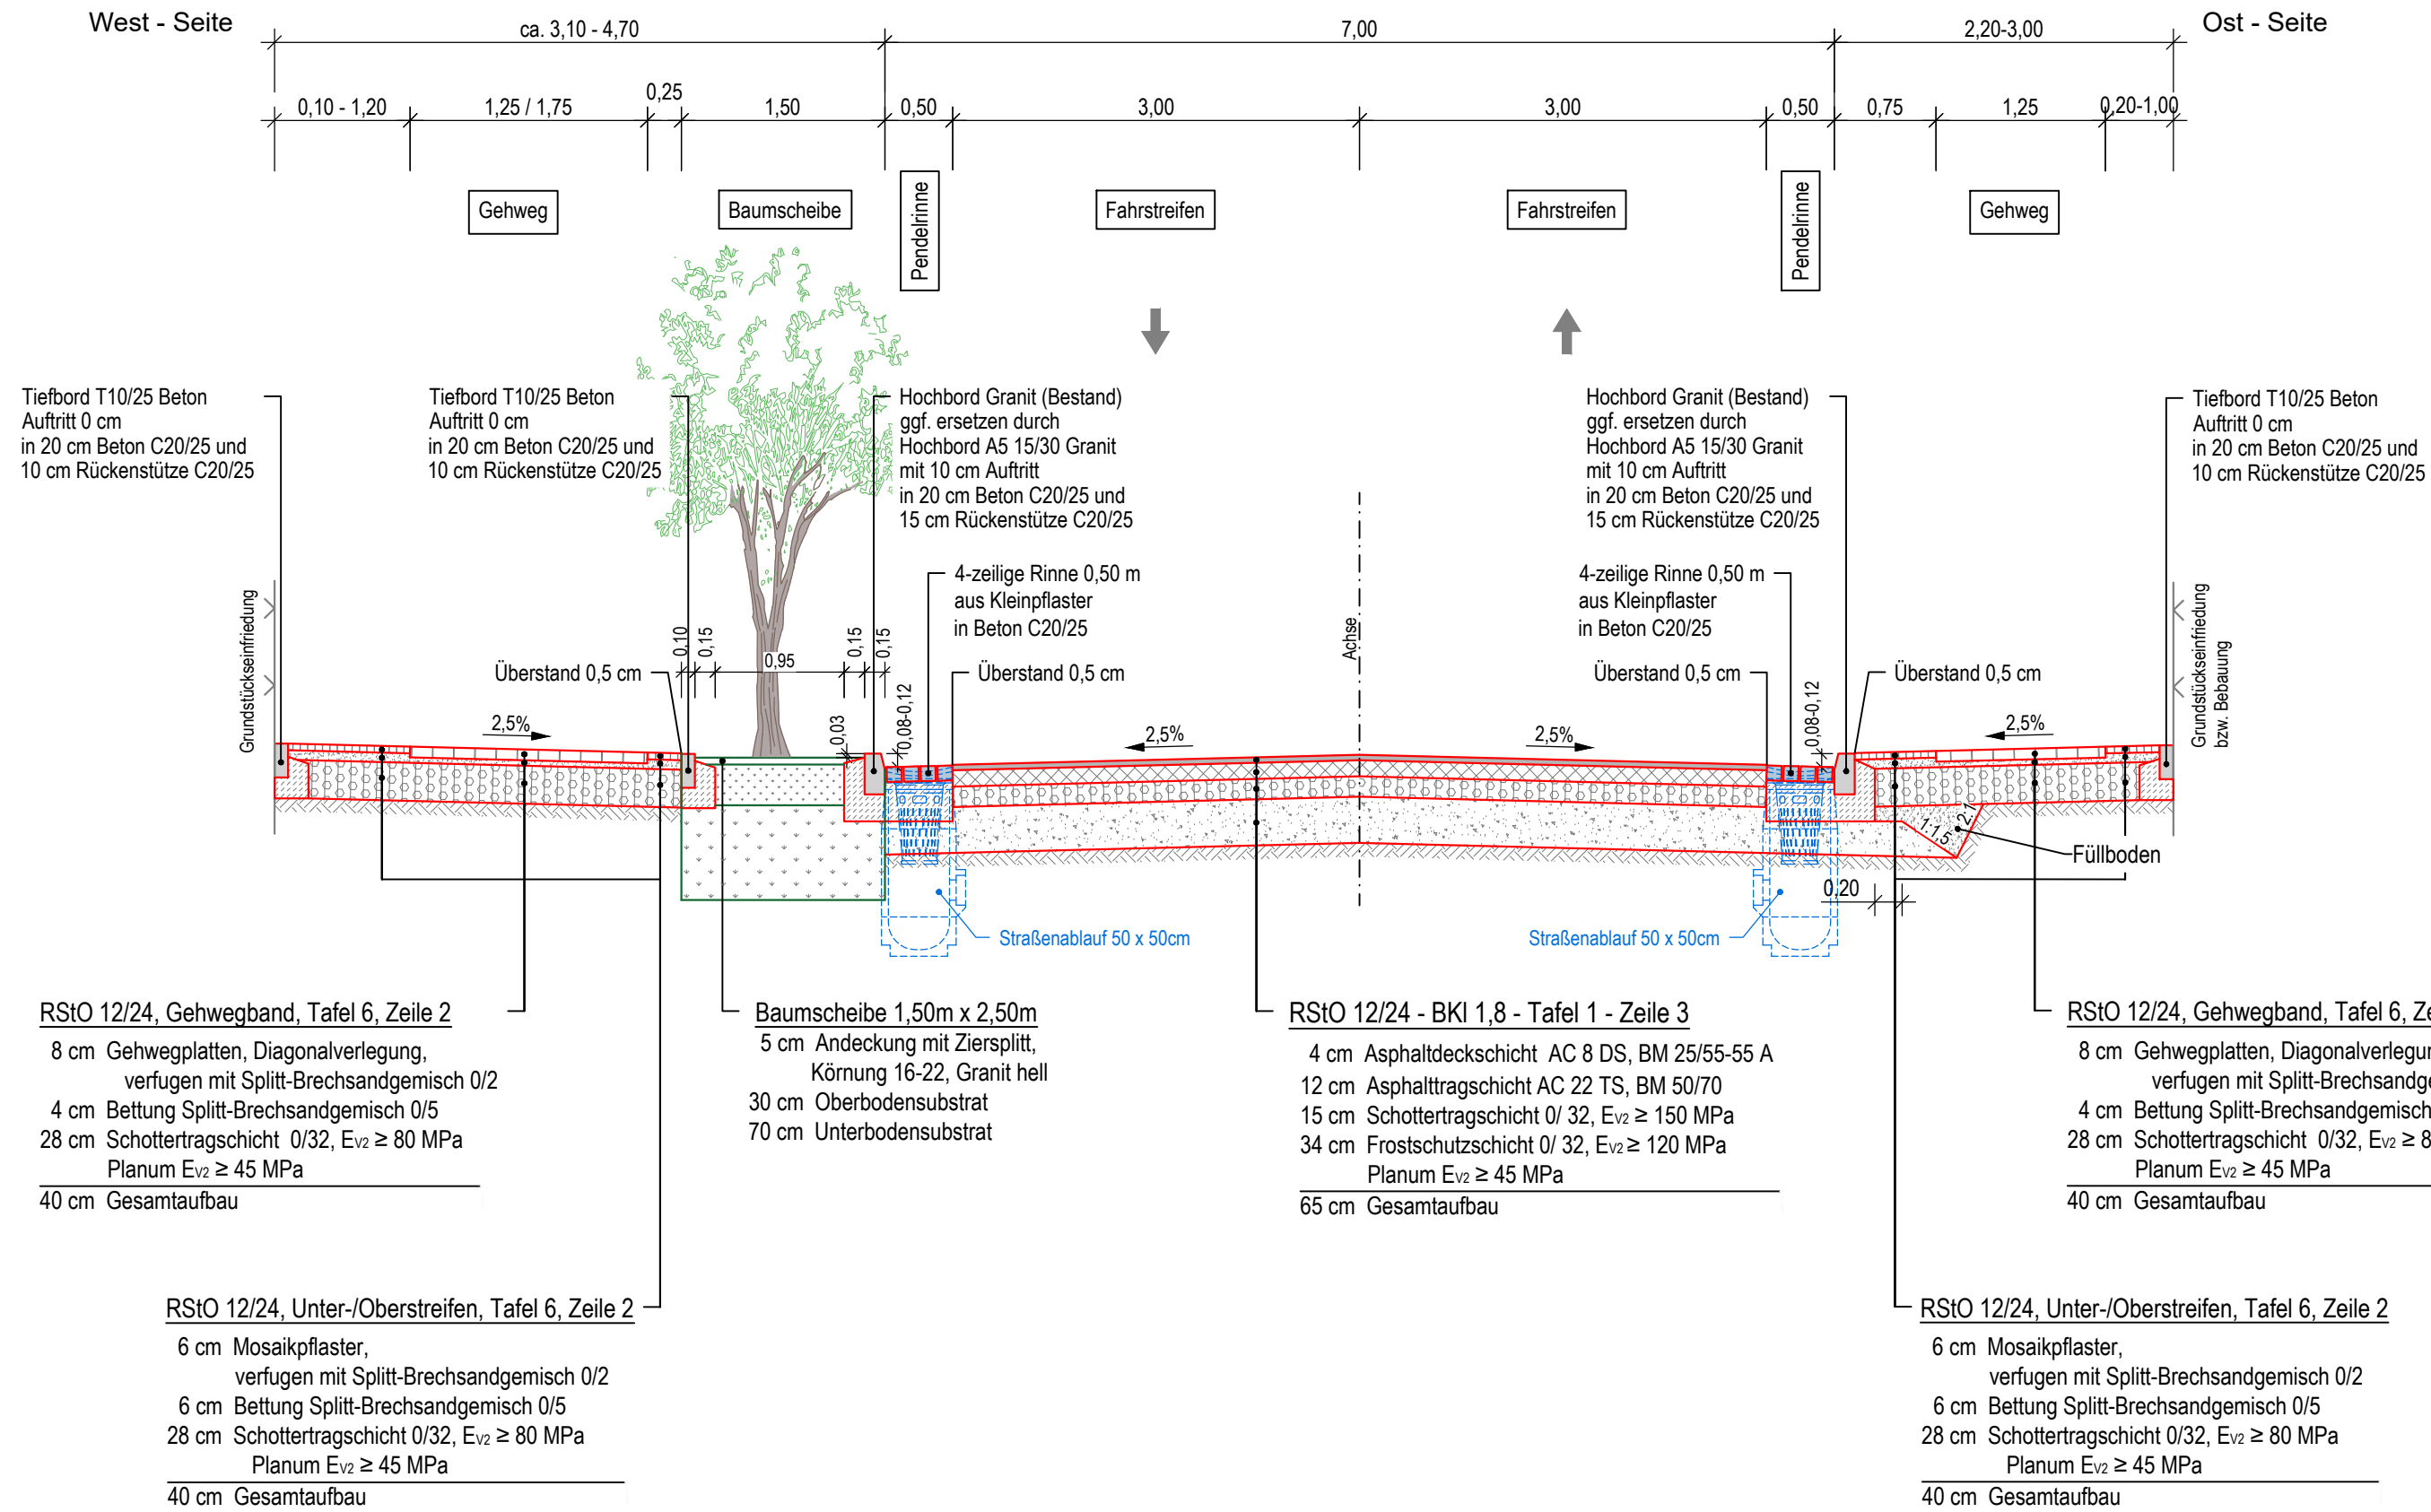 West - Seite
ca. 3,10 - 4,70
7,00
2,20-3,00
Ost - Seite
0,10 - 1,20
1,25 / 1,75
0,25
1,50
0,50
3,00
3,00
0,50
0,75
1,25
0,20-1,00
Gehweg
Baumscheibe
Pendelrinne
Fahrstreifen
Fahrstreifen
Pendelrinne
Gehweg
Tiefbord T10/25 Beton
Auftritt 0 cm
in 20 cm Beton C20/25 und
10 cm Rückenstütze C20/25
Tiefbord T10/25 Beton
Auftritt 0 cm
in 20 cm Beton C20/25 und
10 cm Rückenstütze C20/25
Hochbord Granit (Bestand)
ggf. ersetzen durch
Hochbord A5 15/30 Granit
mit 10 cm Auftritt
in 20 cm Beton C20/25 und
15 cm Rückenstütze C20/25
Hochbord Granit (Bestand)
ggf. ersetzen durch
Hochbord A5 15/30 Granit
mit 10 cm Auftritt
in 20 cm Beton C20/25 und
15 cm Rückenstütze C20/25
Tiefbord T10/25 Beton
Auftritt 0 cm
in 20 cm Beton C20/25 und
10 cm Rückenstütze C20/25
4-zeilige Rinne 0,50 m
aus Kleinpflaster
in Beton C20/25
4-zeilige Rinne 0,50 m
aus Kleinpflaster
in Beton C20/25
Grundstückseinfriedung
Achse
Grundstückseinfriedung
bzw. Bebauung
0,10
0,15
0,95
0,15
0,15
Überstand 0,5 cm
Überstand 0,5 cm
Überstand 0,5 cm
Überstand 0,5 cm
0,03
0,08-0,12
0,08-0,12
2,5%
2,5%
2,5%
2,5%
1:1,5
2:1
Füllboden
0,20
Straßenablauf 50 x 50cm
Straßenablauf 50 x 50cm
RStO 12/24, Gehwegband, Tafel 6, Zeile 2
8 cm Gehwegplatten, Diagonalverlegung,
verfugen mit Splitt-Brechsandgemisch 0/2
4 cm Bettung Splitt-Brechsandgemisch 0/5
28 cm Schottertragschicht 0/32, EV2 ≥ 80 MPa
Planum EV2 ≥ 45 MPa
40 cm Gesamtaufbau
Baumscheibe 1,50m x 2,50m
5 cm Andeckung mit Ziersplitt,
Körnung 16-22, Granit hell
30 cm Oberbodensubstrat
70 cm Unterbodensubstrat
RStO 12/24 - BKl 1,8 - Tafel 1 - Zeile 3
4 cm Asphaltdeckschicht AC 8 DS, BM 25/55-55 A
12 cm Asphalttragschicht AC 22 TS, BM 50/70
15 cm Schottertragschicht 0/ 32, EV2 ≥ 150 MPa
34 cm Frostschutzschicht 0/ 32, EV2 ≥ 120 MPa
Planum EV2 ≥ 45 MPa
65 cm Gesamtaufbau
RStO 12/24, Gehwegband, Tafel 6, Ze
8 cm Gehwegplatten, Diagonalverlegu
verfugen mit Splitt-Brechsandge
4 cm Bettung Splitt-Brechsandgemisch
28 cm Schottertragschicht 0/32, EV2 ≥ 8
Planum EV2 ≥ 45 MPa
40 cm Gesamtaufbau
RStO 12/24, Unter-/Oberstreifen, Tafel 6, Zeile 2
6 cm Mosaikpflaster,
verfugen mit Splitt-Brechsandgemisch 0/2
6 cm Bettung Splitt-Brechsandgemisch 0/5
28 cm Schottertragschicht 0/32, EV2 ≥ 80 MPa
Planum EV2 ≥ 45 MPa
40 cm Gesamtaufbau
RStO 12/24, Unter-/Oberstreifen, Tafel 6, Zeile 2
6 cm Mosaikpflaster,
verfugen mit Splitt-Brechsandgemisch 0/2
6 cm Bettung Splitt-Brechsandgemisch 0/5
28 cm Schottertragschicht 0/32, EV2 ≥ 80 MPa
Planum EV2 ≥ 45 MPa
40 cm Gesamtaufbau